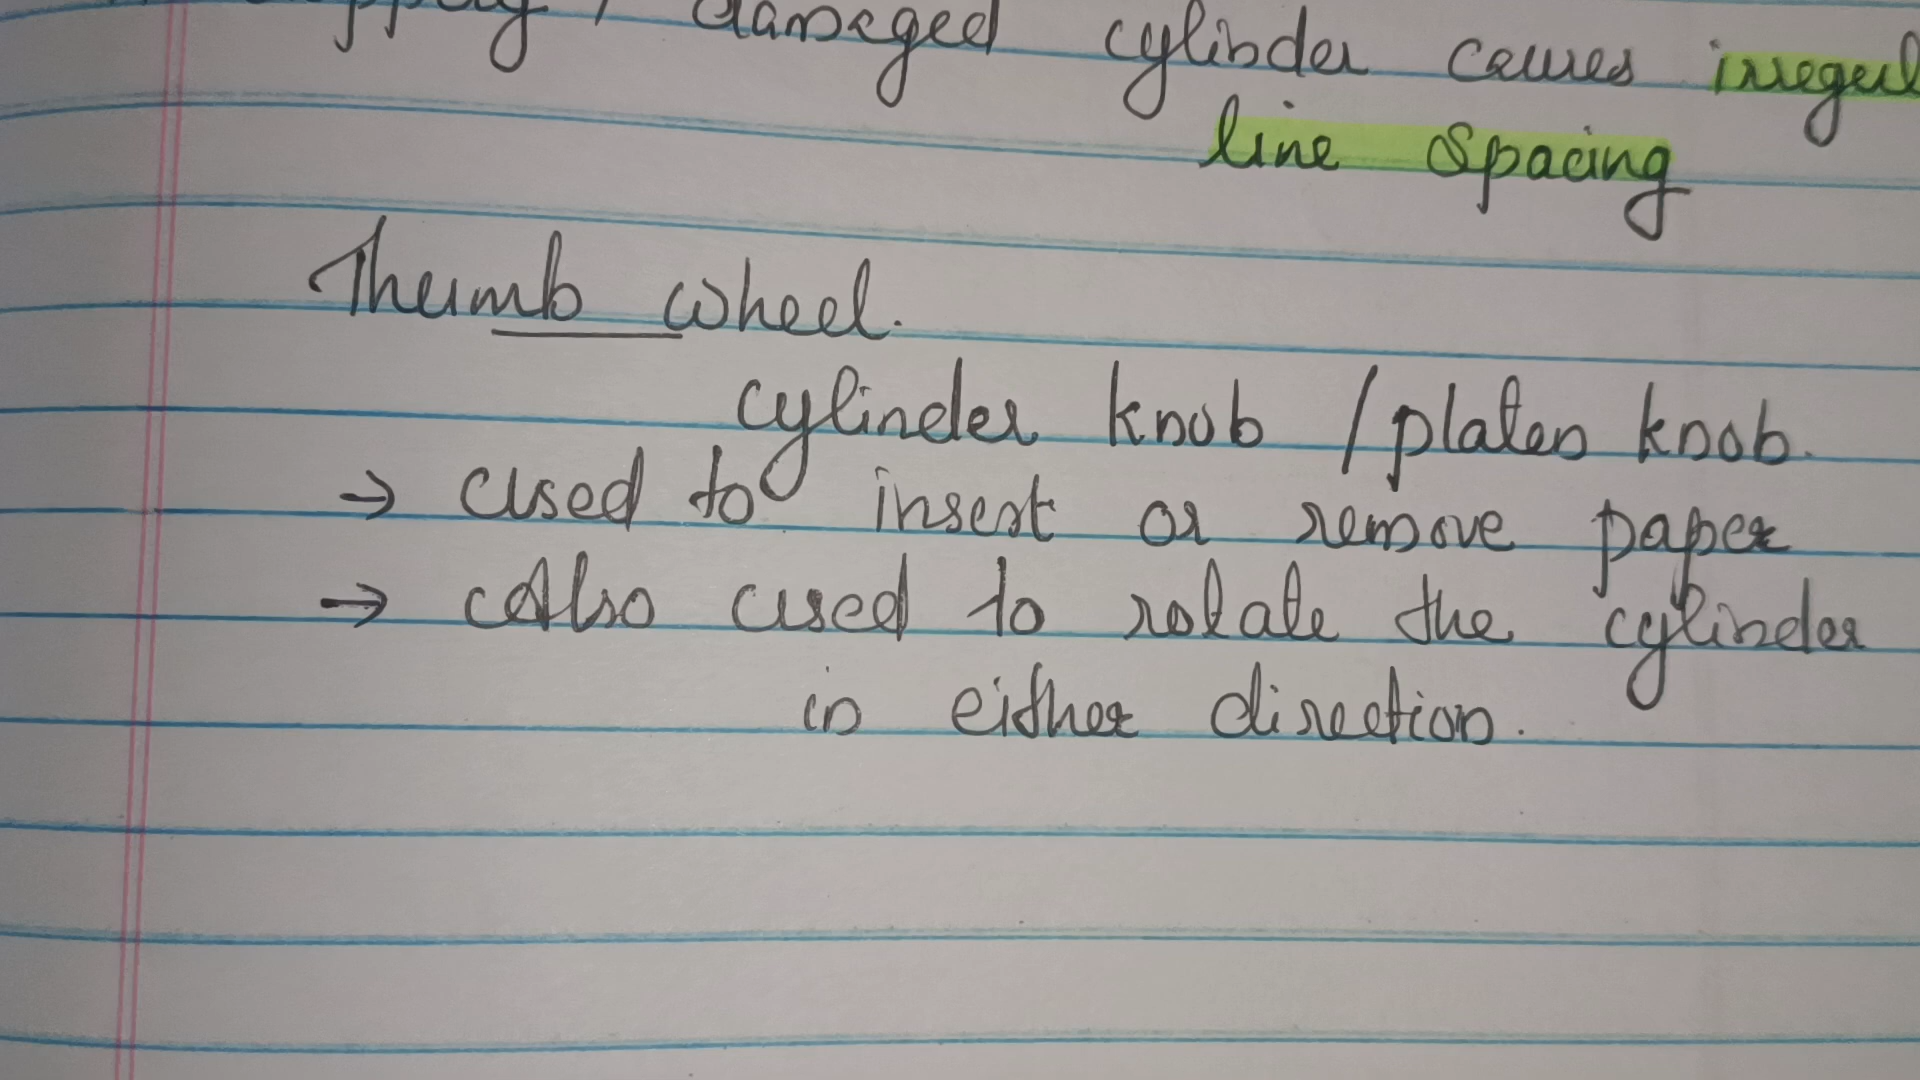 damaged cylinder causes
line spacing
Thumb wheel.
cylinder knob / platen knob.
→ Used to insert or remove paper
→ Also used to rotate the cylinder
in either direction.